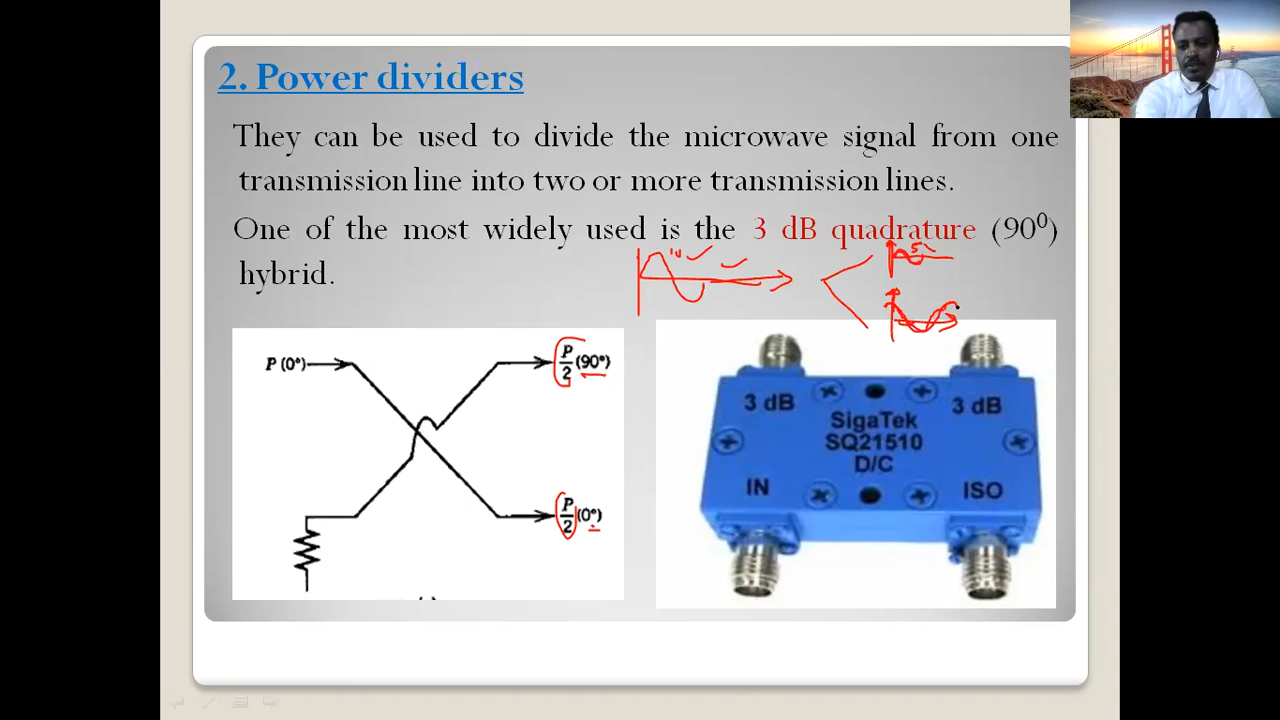 2. Power dividers
They can be used to divide the microwave signal from one
transmission line into two or more transmission lines.
One of the most widely used is the 3 dB quadrature (90⁰)
hybrid.
10
5
P (0°)
P/2 (90°)
P/2 (0°)
3 dB
3 dB
SigaTek
SQ21510
D/C
IN
ISO